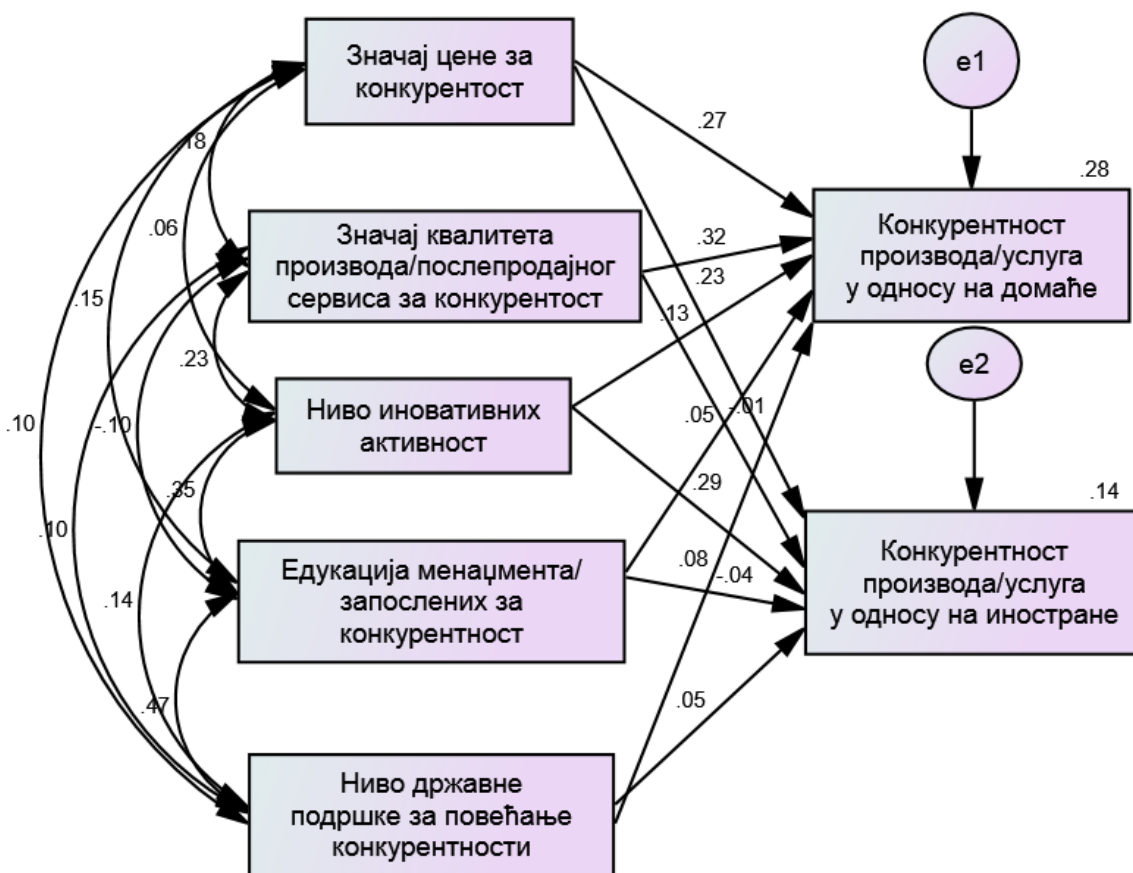 Значај цене за
конкурентост
e1
.27
.28
.18
Конкурентност
производа/услуга
у односу на домаће
Значај квалитета
производа/послепродајног
сервиса за конкурентост
.32
.23
.06
.15
.13
e2
.23
Ниво иновативних
активност
.10
-.10
.05
-.01
.35
.29
.14
.10
Конкурентност
производа/услуга
у односу на иностране
Едукација менаџмента/
запослених за
конкурентност
.08
-.04
.14
.47
.05
Ниво државне
подршке за повећање
конкурентности